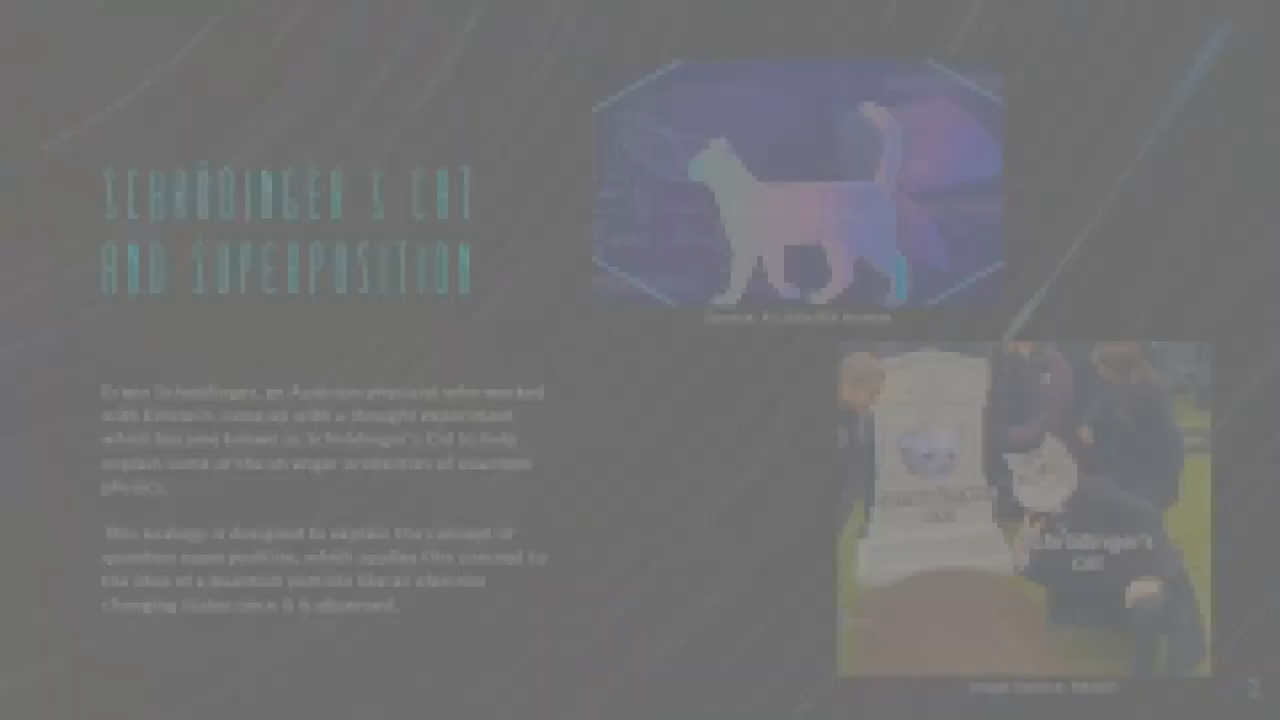 SCHRÖDINGER'S CAT
AND SUPERPOSITION
Erwin Schrödinger, an Austrian physicist who worked
with Einstein, came up with a thought experiment
which became known as Schrödinger's Cat to help
explain some of the stranger properties of quantum
physics.
This analogy is designed to explain the concept of
quantum superposition, which applies this concept to
the idea of a quantum particle like an electron
changing states once it is observed.
Schrödinger's
Cat